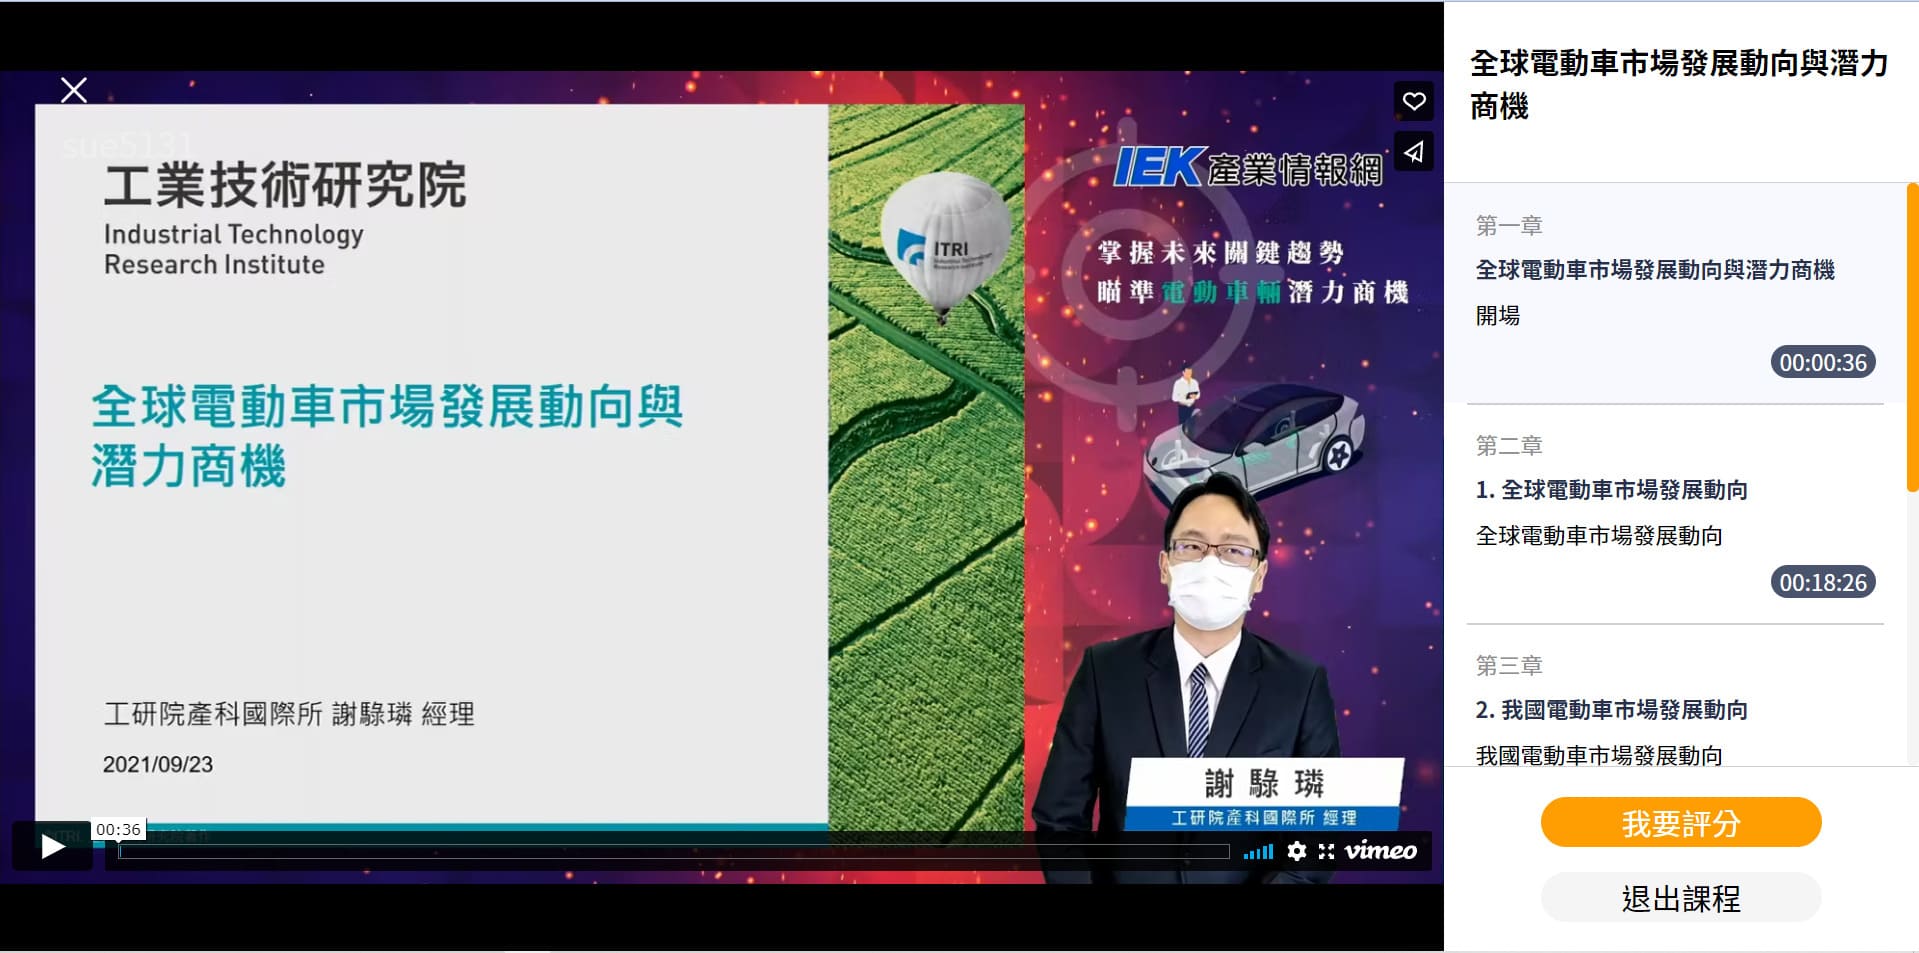 sue5131
工業技術研究院
Industrial Technology
Research Institute
全球電動車市場發展動向與
潛力商機
工研院產科國際所 謝騄璘 經理
2021/09/23
ITRI
Industrial Technology
Research Institute
IEK產業情報網
掌握未來關鍵趨勢
瞄準電動車輛潛力商機
謝騄璘
工研院產科國際所 經理
00:36
vimeo
全球電動車市場發展動向與潛力
商機
第一章
全球電動車市場發展動向與潛力商機
開場
00:00:36
第二章
1. 全球電動車市場發展動向
全球電動車市場發展動向
00:18:26
第三章
2. 我國電動車市場發展動向
我國電動車市場發展動向
我要評分
退出課程